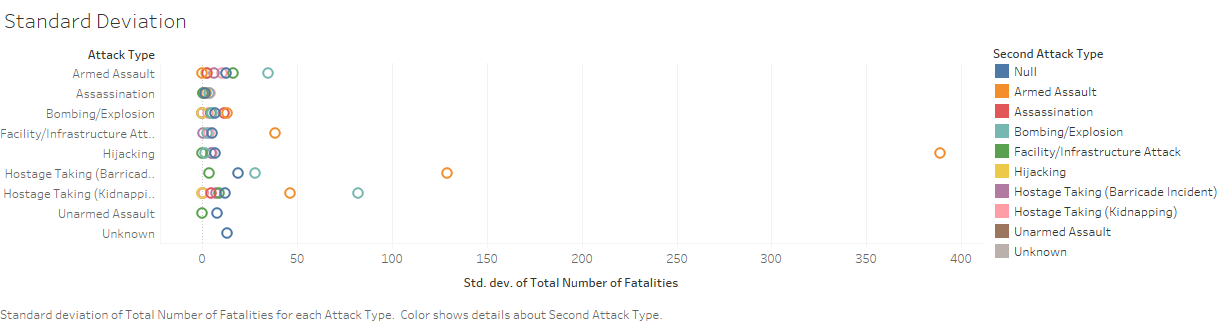 Standard Deviation
Attack Type
Armed Assault
Assassination
Bombing/Explosion
Facility/Infrastructure Att..
Hijacking
Hostage Taking (Barricad..
Hostage Taking (Kidnappi..
Unarmed Assault
Unknown
0 50 100 150 200 250 300 350 400
Std. dev. of Total Number of Fatalities
Second Attack Type
Null
Armed Assault
Assassination
Bombing/Explosion
Facility/Infrastructure Attack
Hijacking
Hostage Taking (Barricade Incident)
Hostage Taking (Kidnapping)
Unarmed Assault
Unknown
Standard deviation of Total Number of Fatalities for each Attack Type.  Color shows details about Second Attack Type.